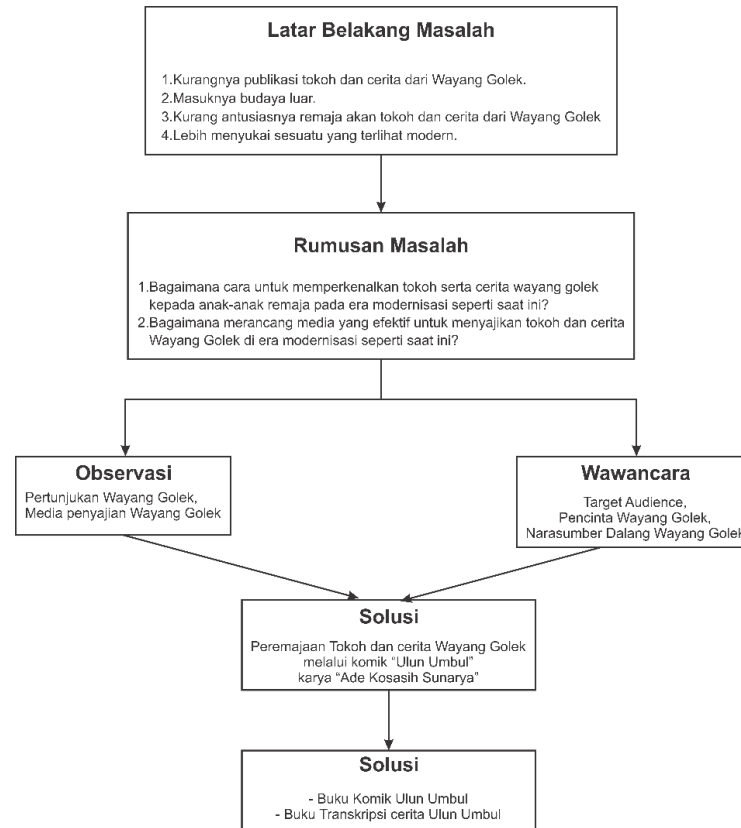 Latar Belakang Masalah
1.Kurangnya publikasi tokoh dan cerita dari Wayang Golek.
2.Masuknya budaya luar.
3.Kurang antusiasnya remaja akan tokoh dan cerita dari Wayang Golek
4.Lebih menyukai sesuatu yang terlihat modern.
Rumusan Masalah
1.Bagaimana cara untuk memperkenalkan tokoh serta cerita wayang golek
kepada anak-anak remaja pada era modernisasi seperti saat ini?
2.Bagaimana merancang media yang efektif untuk menyajikan tokoh dan cerita
Wayang Golek di era modernisasi seperti saat ini?
Observasi
Pertunjukan Wayang Golek,
Media penyajian Wayang Golek
Wawancara
Target Audience,
Pencinta Wayang Golek,
Narasumber Dalang Wayang Golek
Solusi
Peremajaan Tokoh dan cerita Wayang Golek
melalui komik “Ulun Umbul”
karya “Ade Kosasih Sunarya”
Solusi
- Buku Komik Ulun Umbul
- Buku Transkripsi cerita Ulun Umbul